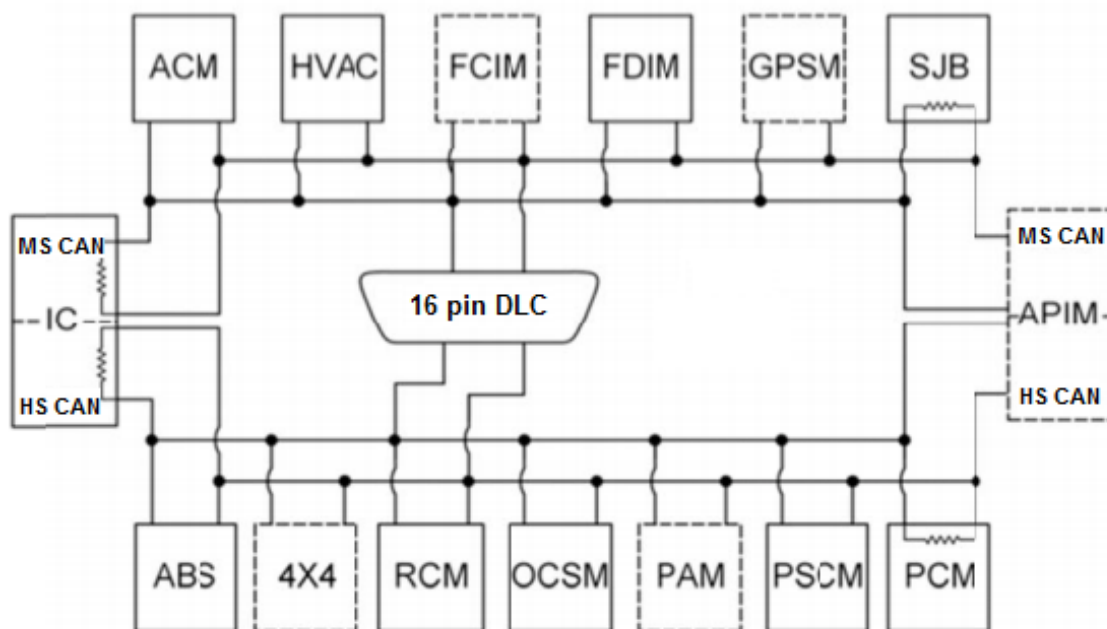 ACM
HVAC
FCIM
FDIM
GPSM
SJB
MS CAN
IC
HS CAN
16 pin DLC
MS CAN
APIM
HS CAN
ABS
4X4
RCM
OCSM
PAM
PSCM
PCM